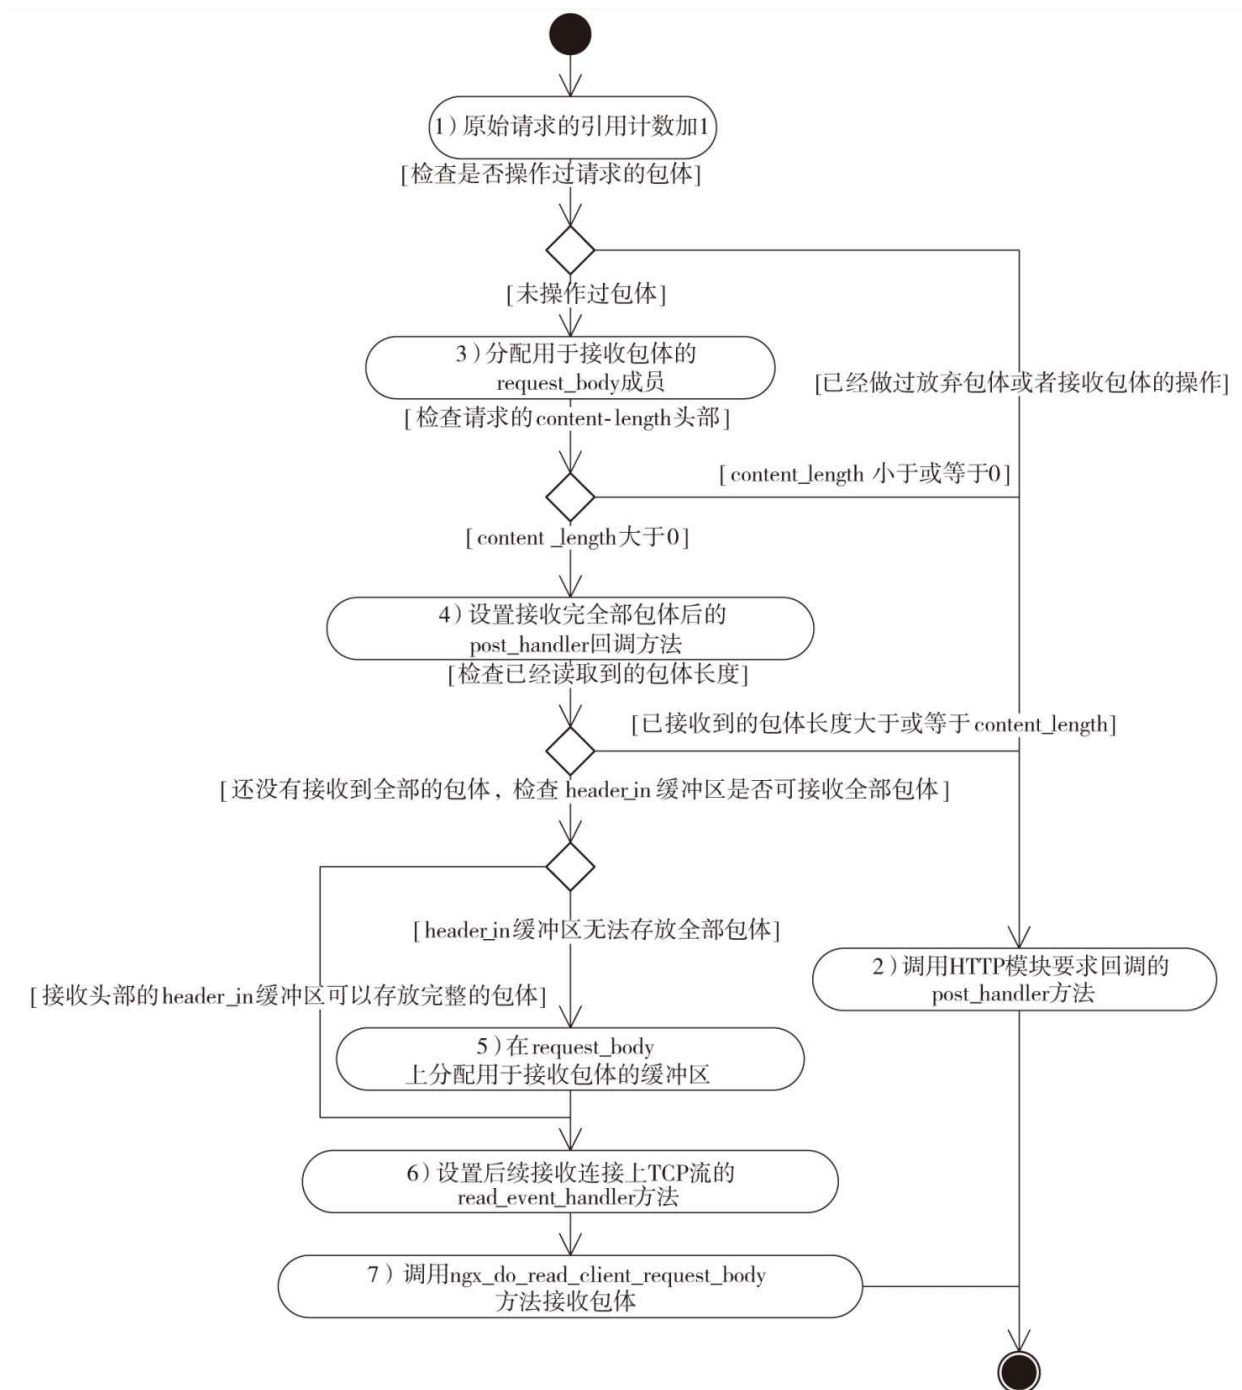 1）原始请求的引用计数加1
[检查是否操作过请求的包体]
[未操作过包体]
3）分配用于接收包体的
request_body成员
[已经做过放弃包体或者接收包体的操作]
[检查请求的content-length头部]
[content_length 小于或等于0]
[content _length大于0]
4）设置接收完全部包体后的
post_handler回调方法
[检查已经读取到的包体长度]
[已接收到的包体长度大于或等于content_length]
[还没有接收到全部的包体，检查 header_in 缓冲区是否可接收全部包体]
[header_in缓冲区无法存放全部包体]
2）调用HTTP模块要求回调的
post_handler方法
[接收头部的header_in缓冲区可以存放完整的包体]
5）在request_body
上分配用于接收包体的缓冲区
6）设置后续接收连接上TCP流的
read_event_handler方法
7）调用ngx_do_read_client_request_body
方法接收包体